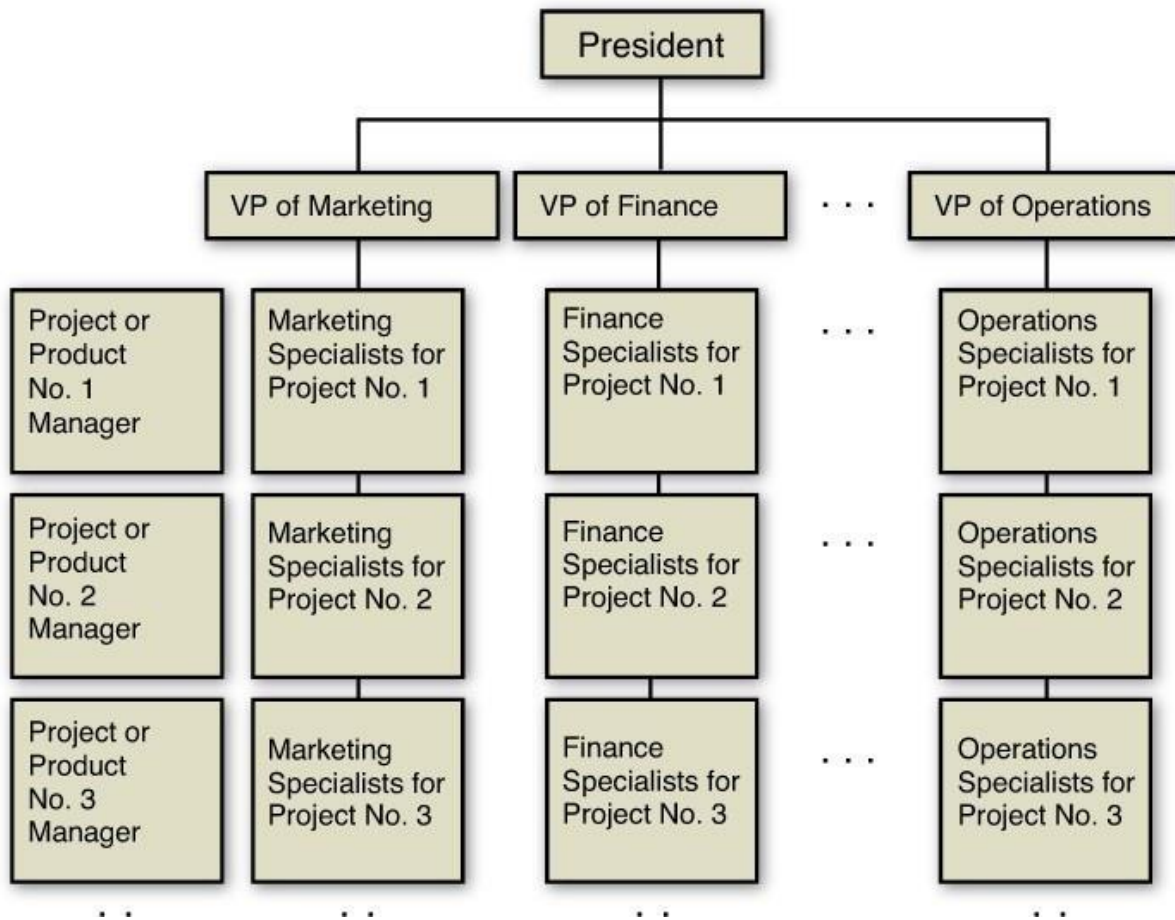 President
VP of Marketing
VP of Finance
. . .
VP of Operations
Project or
Product
No. 1
Manager
Marketing
Specialists for
Project No. 1
Finance
Specialists for
Project No. 1
. . .
Operations
Specialists for
Project No. 1
Project or
Product
No. 2
Manager
Marketing
Specialists for
Project No. 2
Finance
Specialists for
Project No. 2
. . .
Operations
Specialists for
Project No. 2
Project or
Product
No. 3
Manager
Marketing
Specialists for
Project No. 3
Finance
Specialists for
Project No. 3
. . .
Operations
Specialists for
Project No. 3
. .
. .
. .
. .